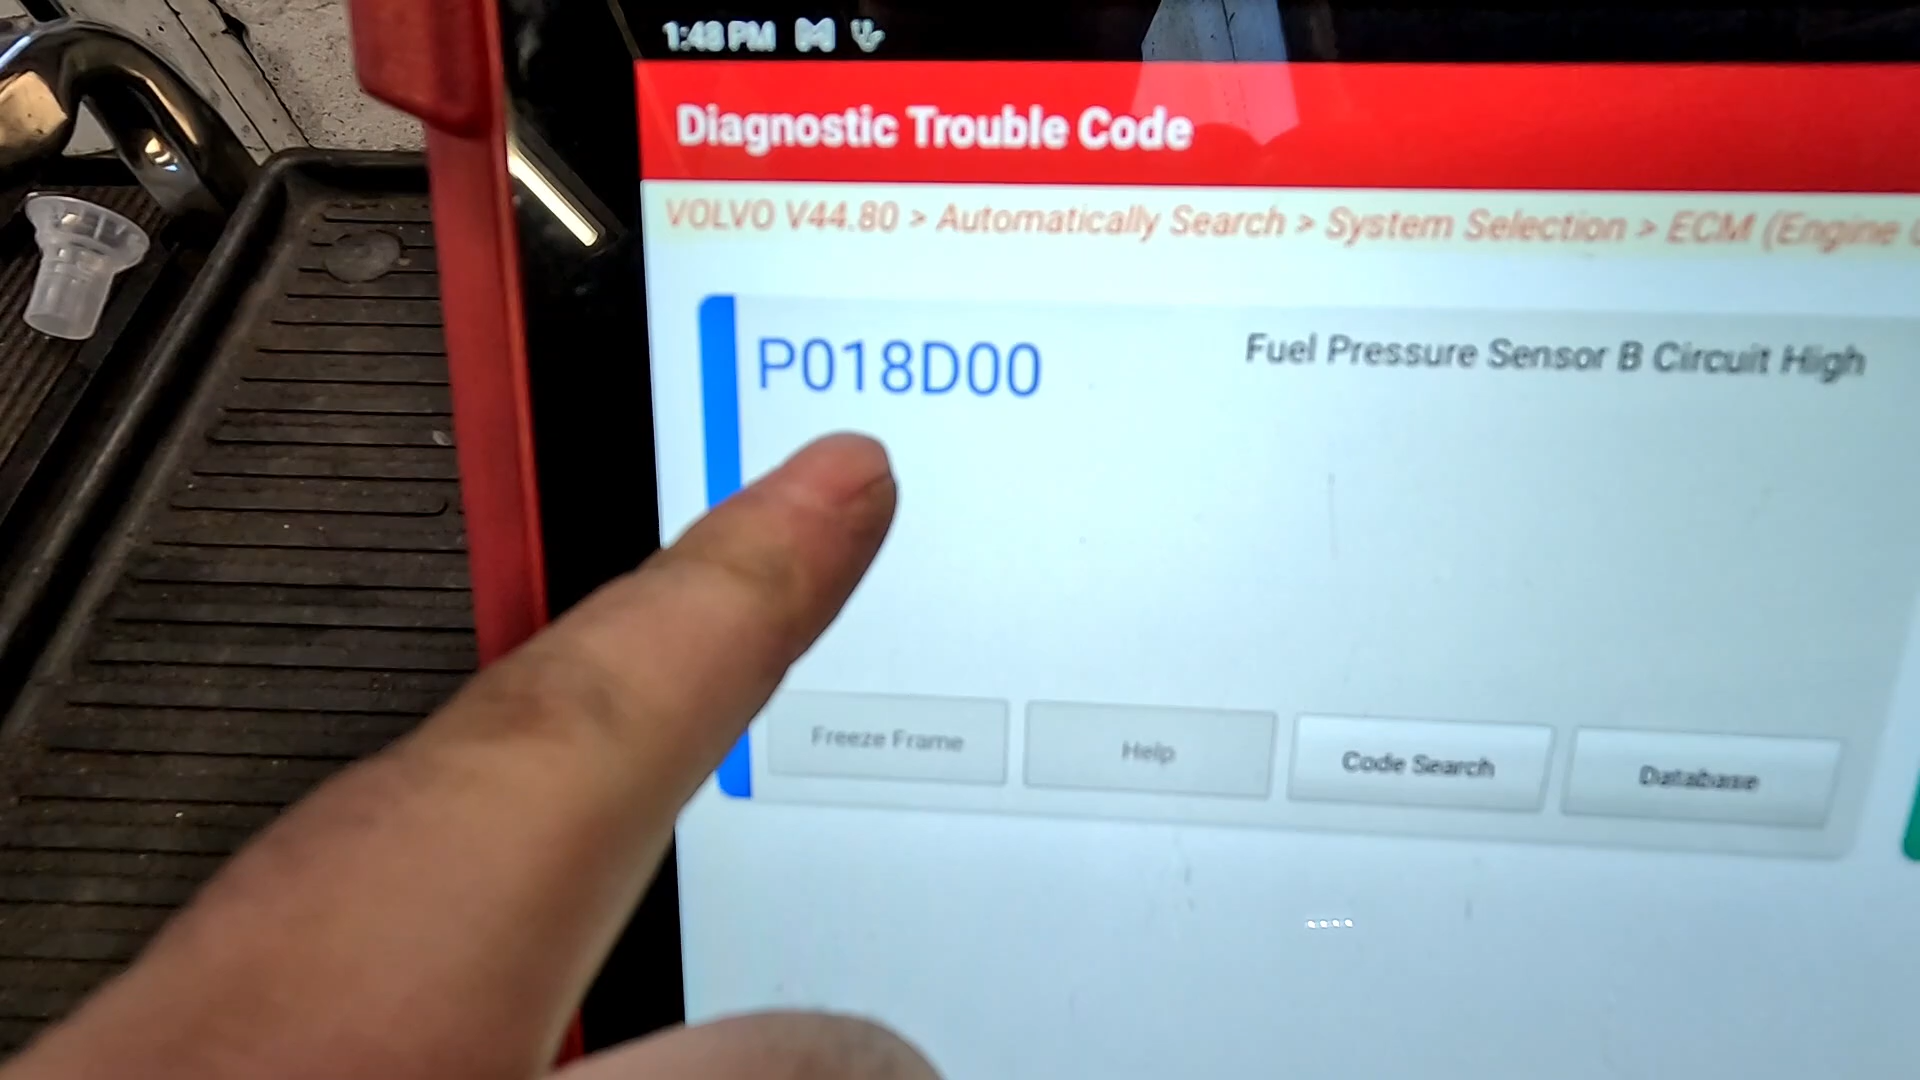 1:48 PM
Diagnostic Trouble Code
VOLVO V44.80 > Automatically Search > System Selection > ECM (Engine
P018D00
Fuel Pressure Sensor B Circuit High
Freeze Frame
Help
Code Search
Database